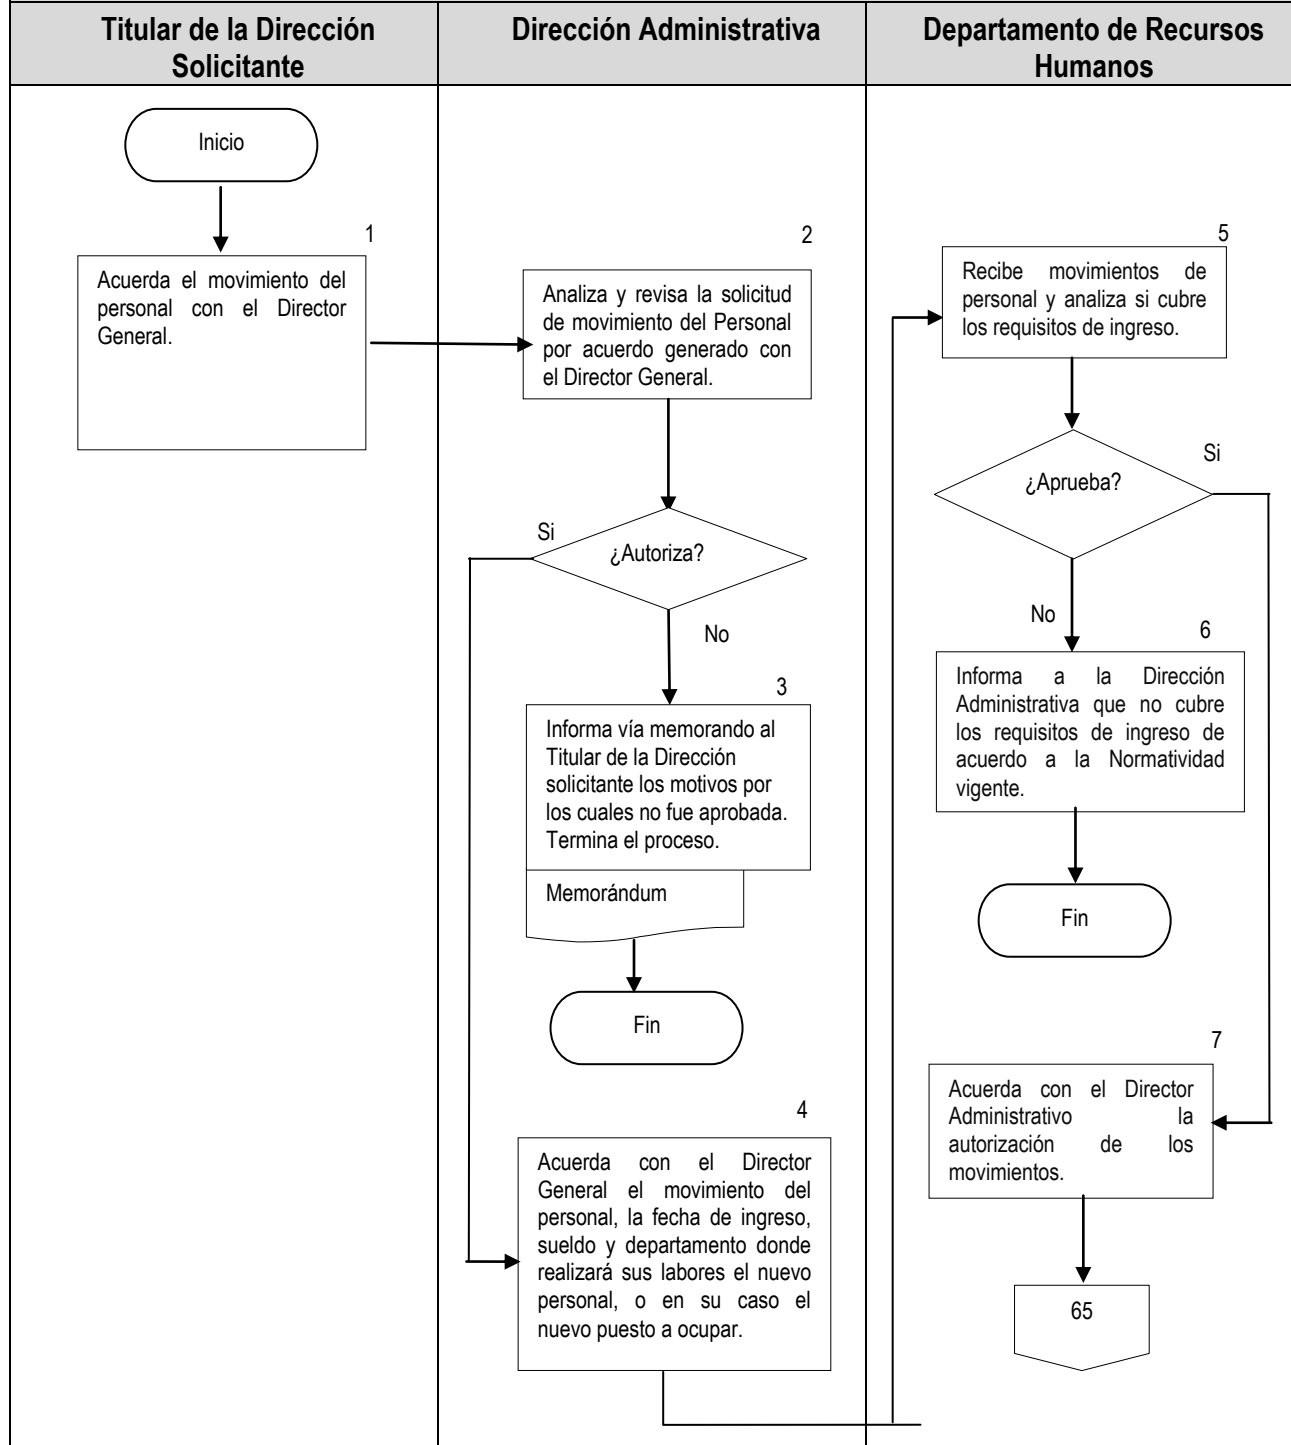 Titular de la Dirección
Solicitante
Dirección Administrativa
Departamento de Recursos
Humanos
Inicio
1
Acuerda el movimiento del
personal con el Director
General.
2
Analiza y revisa la solicitud
de movimiento del Personal
por acuerdo generado con
el Director General.
¿Autoriza?
Si
No
3
Informa vía memorando al
Titular de la Dirección
solicitante los motivos por
los cuales no fue aprobada.
Termina el proceso.
Memorándum
Fin
4
Acuerda con el Director
General el movimiento del
personal, la fecha de ingreso,
sueldo y departamento donde
realizará sus labores el nuevo
personal, o en su caso el
nuevo puesto a ocupar.
5
Recibe movimientos de
personal y analiza si cubre
los requisitos de ingreso.
¿Aprueba?
Si
No
6
Informa a la Dirección
Administrativa que no cubre
los requisitos de ingreso de
acuerdo a la Normatividad
vigente.
Fin
7
Acuerda con el Director
Administrativo la
autorización de los
movimientos.
65